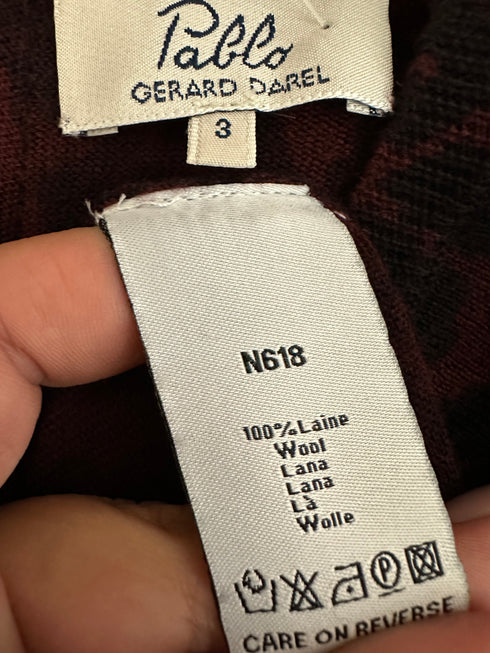 Pablo
GERARD DAREL
3
N618
100% Laine
Wool
Lana
Lana
Là
Wolle
P
CARE ON REVERSE